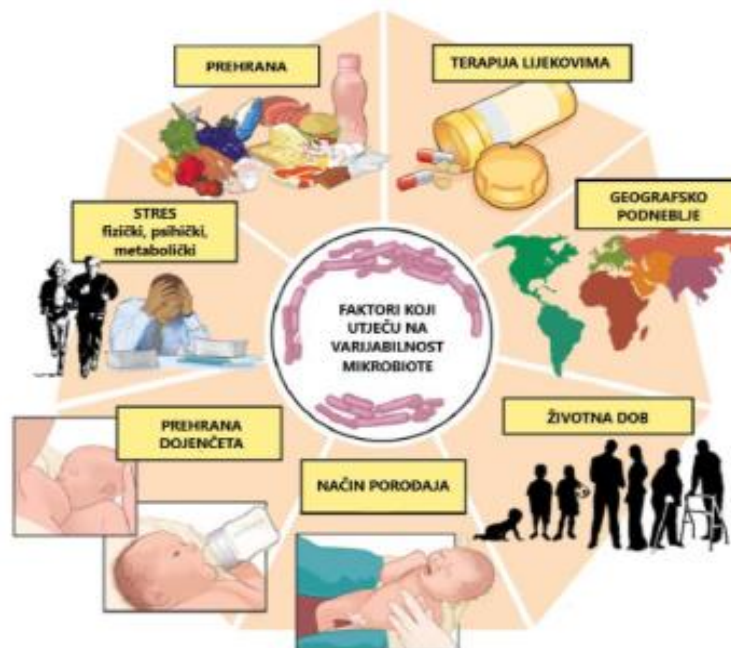 PREHRANA
TERAPIJA LIJEKOVIMA
GEOGRAFSKO
PODNEBLJE
STRES
fizički, psihički,
metabolički
FAKTORI KOJI
UTJEČU NA
VARIJABILNOST
MIKROBIOTE
PREHRANA
DOJENČETA
NAČIN POROĐAJA
ŽIVOTNA DOB